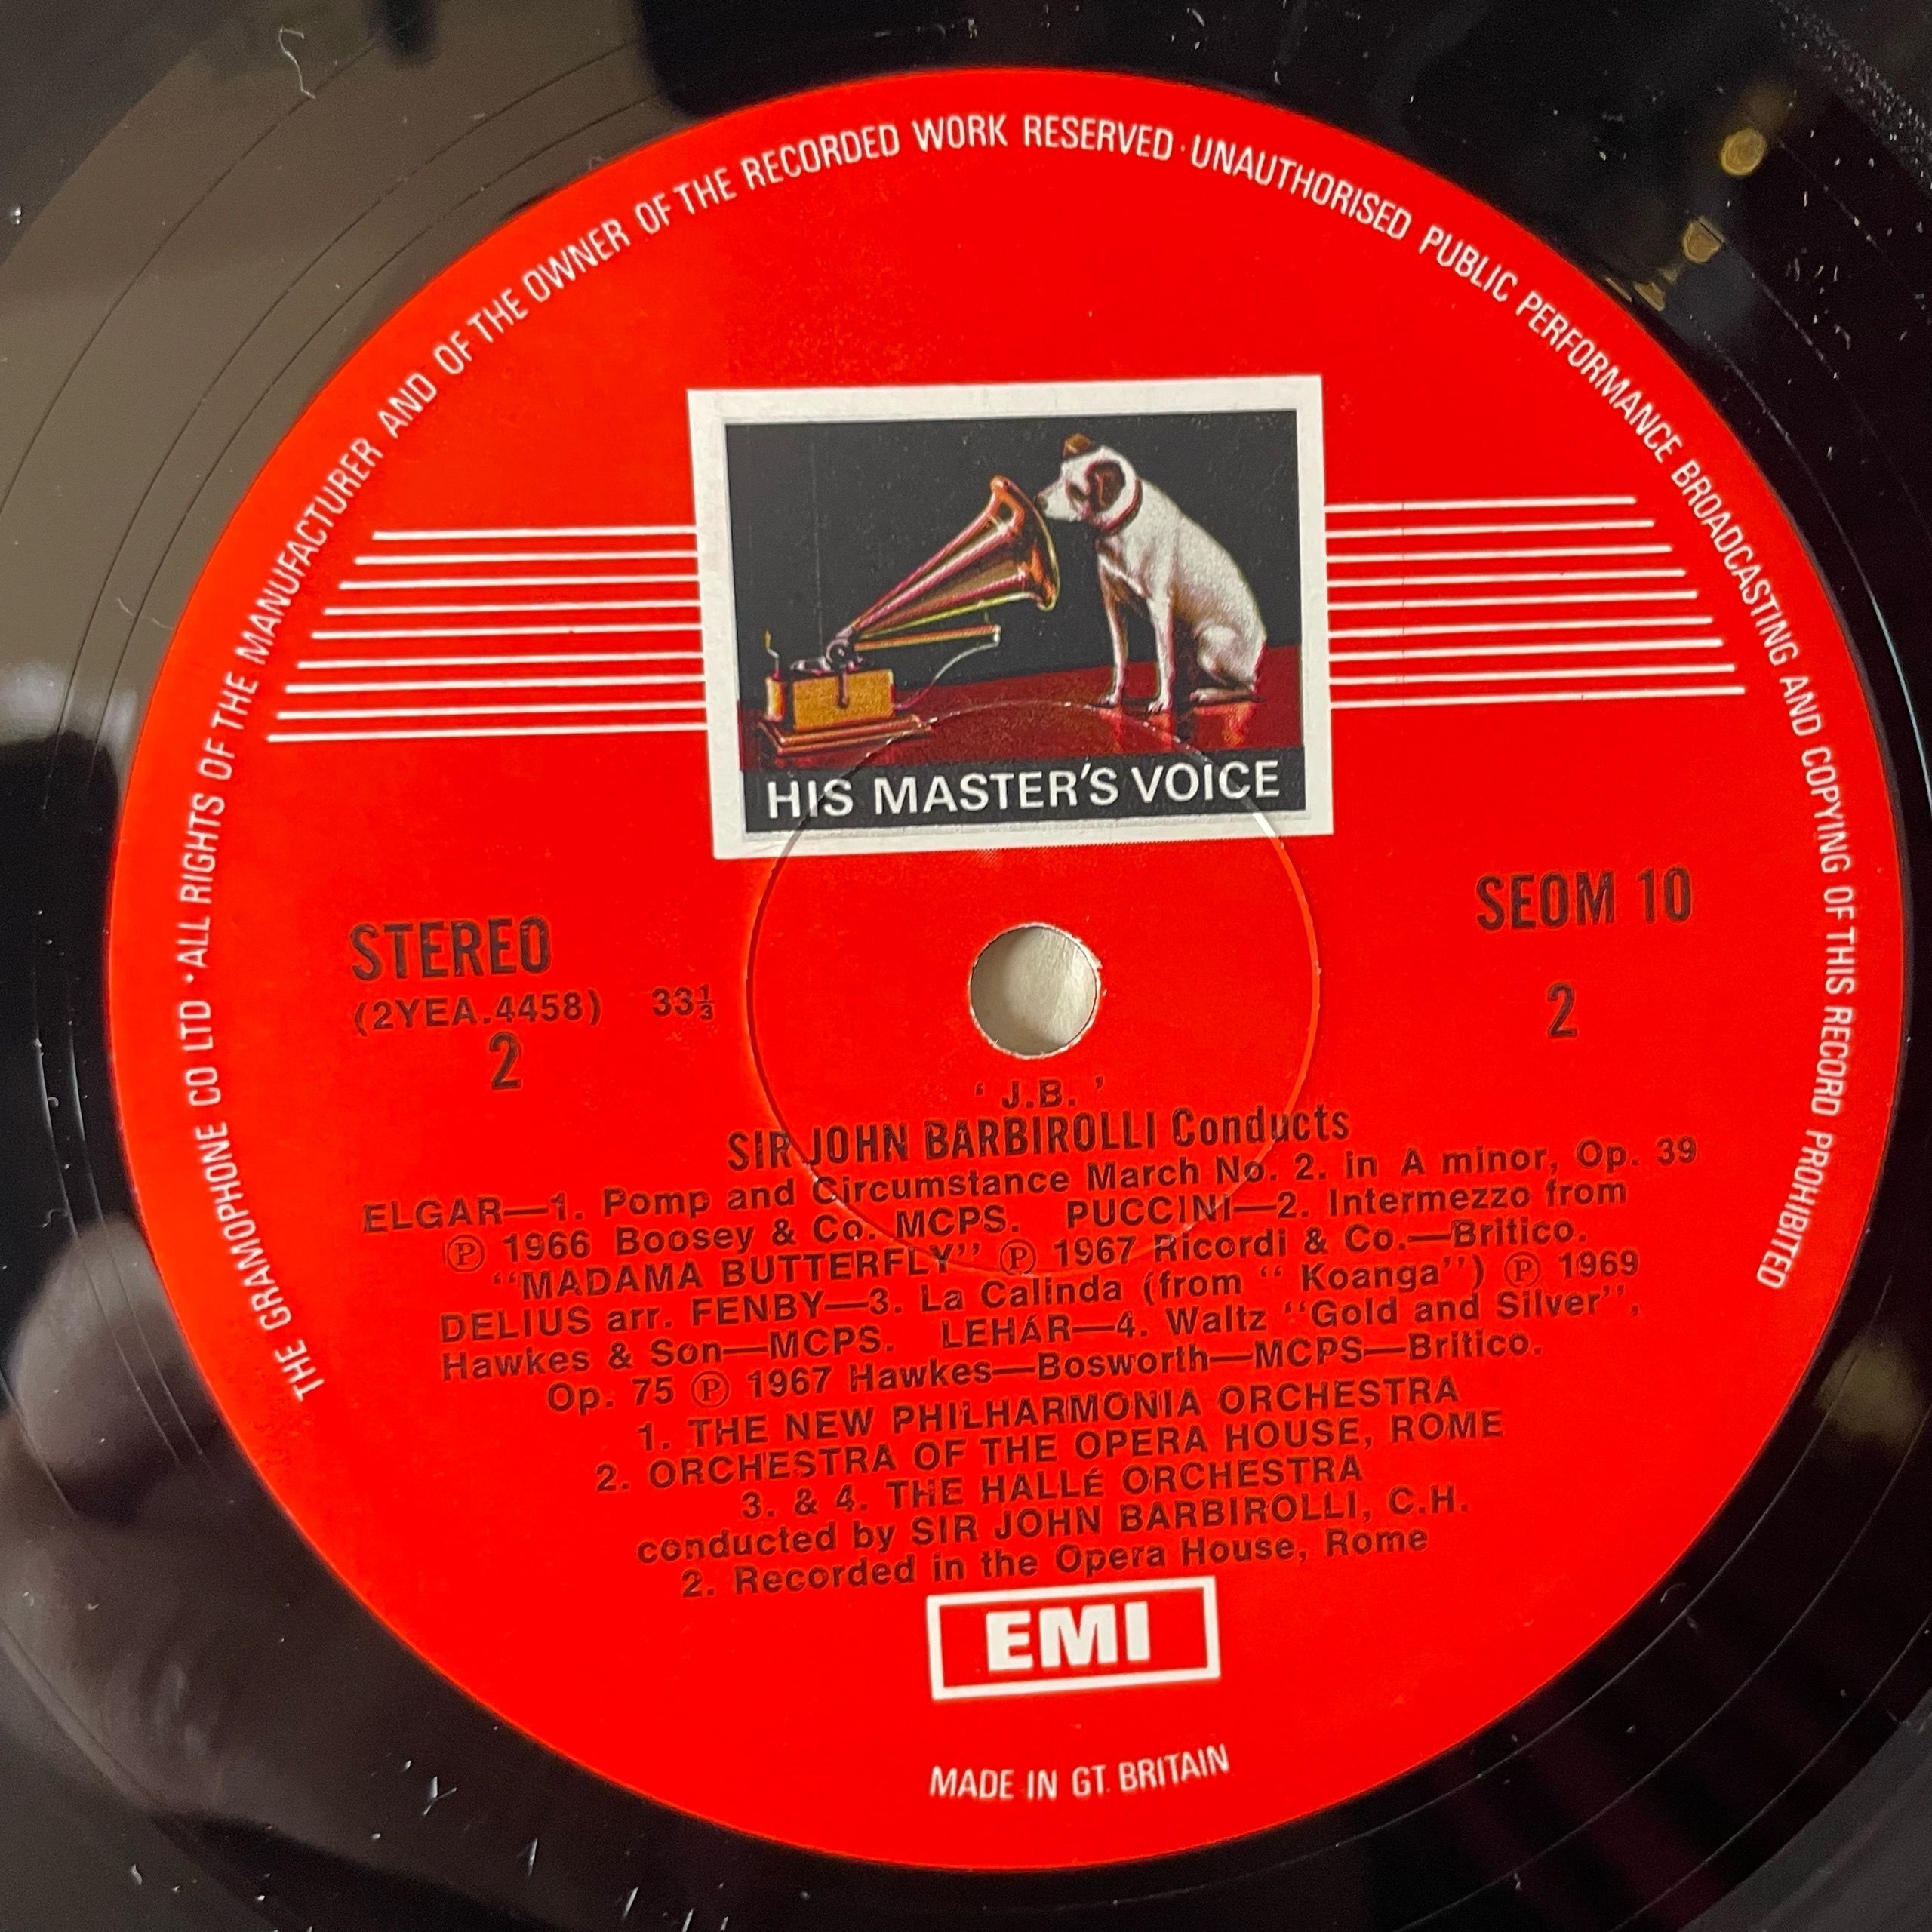 THE GRAMOPHONE CO LTD · ALL RIGHTS OF THE MANUFACTURER AND OF THE OWNER OF THE RECORDED WORK RESERVED · UNAUTHORISED PUBLIC PERFORMANCE BROADCASTING AND COPYING OF THIS RECORD PROHIBITED
HIS MASTER'S VOICE
STEREO
SEOM 10
(2YEA.4458) 33⅓
2
2
‘ J.B. ’
SIR JOHN BARBIROLLI Conducts
ELGAR—1. Pomp and Circumstance March No. 2. in A minor, Op. 39
Ⓟ 1966 Boosey & Co. MCPS. PUCCINI—2. Intermezzo from
“MADAMA BUTTERFLY” Ⓟ 1967 Ricordi & Co.—Britico.
DELIUS arr. FENBY—3. La Calinda (from “ Koanga”) Ⓟ 1969
Hawkes & Son—MCPS. LEHÁR—4. Waltz “Gold and Silver”,
Op. 75 Ⓟ 1967 Hawkes—Bosworth—MCPS—Britico.
1. THE NEW PHILHARMONIA ORCHESTRA
2. ORCHESTRA OF THE OPERA HOUSE, ROME
3. & 4. THE HALLÉ ORCHESTRA
conducted by SIR JOHN BARBIROLLI, C.H.
2. Recorded in the Opera House, Rome
EMI
MADE IN GT. BRITAIN